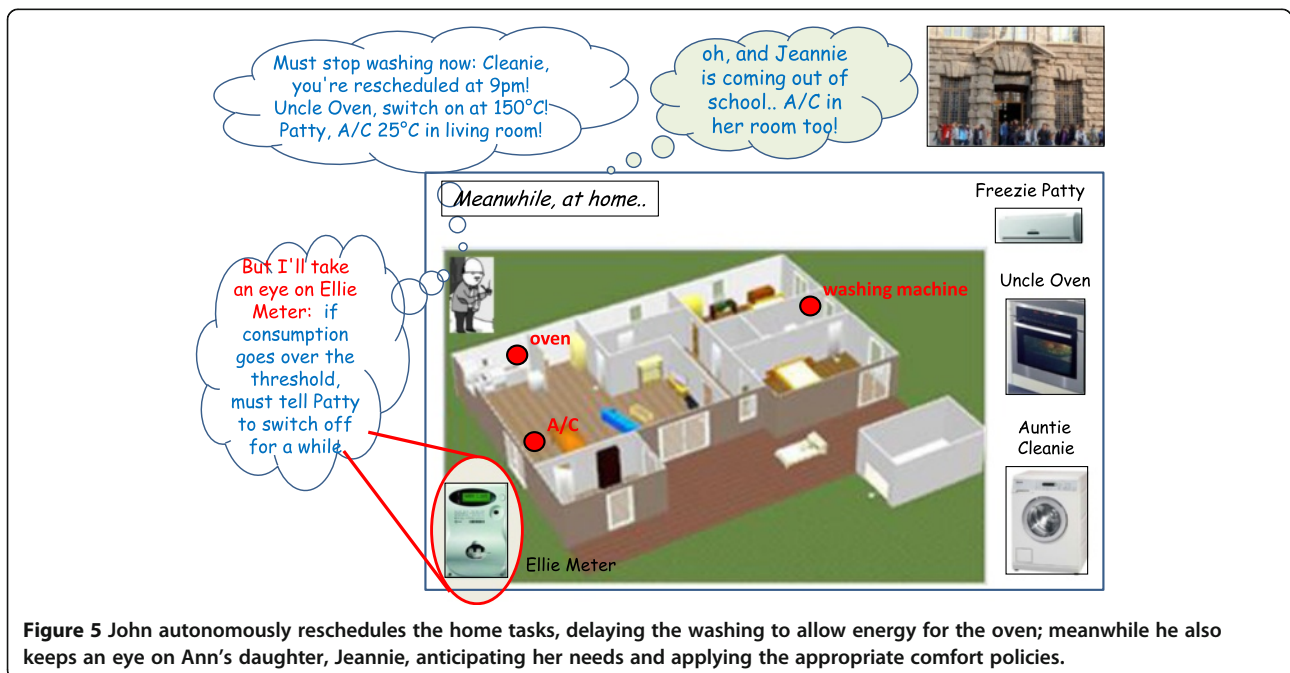 Must stop washing now: Cleanie,
you're rescheduled at 9pm!
Uncle Oven, switch on at 150°C!
Patty, A/C 25°C in living room!
oh, and Jeannie
is coming out of
school.. A/C in
her room too!
Meanwhile, at home..
Freezie Patty
But I'll take
an eye on Ellie
Meter: if
consumption
goes over the
threshold,
must tell Patty
to switch off
for a while
washing machine
oven
A/C
Uncle Oven
Auntie
Cleanie
Ellie Meter
Figure 5 John autonomously reschedules the home tasks, delaying the washing to allow energy for the oven; meanwhile he also
keeps an eye on Ann's daughter, Jeannie, anticipating her needs and applying the appropriate comfort policies.